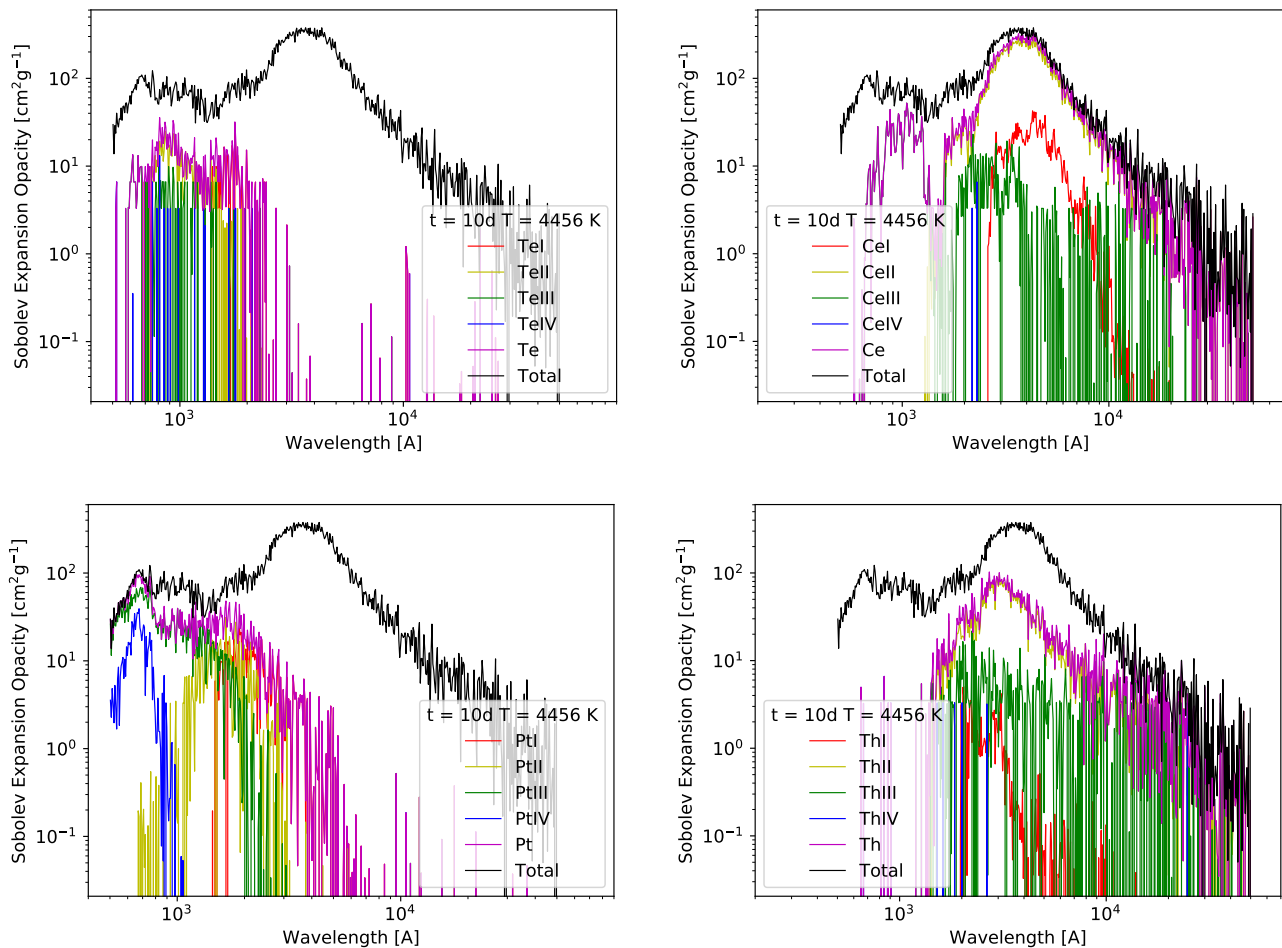 10²
10¹
10⁰
10⁻¹
Sobolev Expansion Opacity [cm²g⁻¹]
t = 10d T = 4456 K
TeI
TeII
TeIII
TeIV
Te
Total
10³
10⁴
Wavelength [A]
10²
10¹
10⁰
10⁻¹
Sobolev Expansion Opacity [cm²g⁻¹]
t = 10d T = 4456 K
CeI
CeII
CeIII
CeIV
Ce
Total
10³
10⁴
Wavelength [A]
10²
10¹
10⁰
10⁻¹
Sobolev Expansion Opacity [cm²g⁻¹]
t = 10d T = 4456 K
PtI
PtII
PtIII
PtIV
Pt
Total
10³
10⁴
Wavelength [A]
10²
10¹
10⁰
10⁻¹
Sobolev Expansion Opacity [cm²g⁻¹]
t = 10d T = 4456 K
ThI
ThII
ThIII
ThIV
Th
Total
10³
10⁴
Wavelength [A]